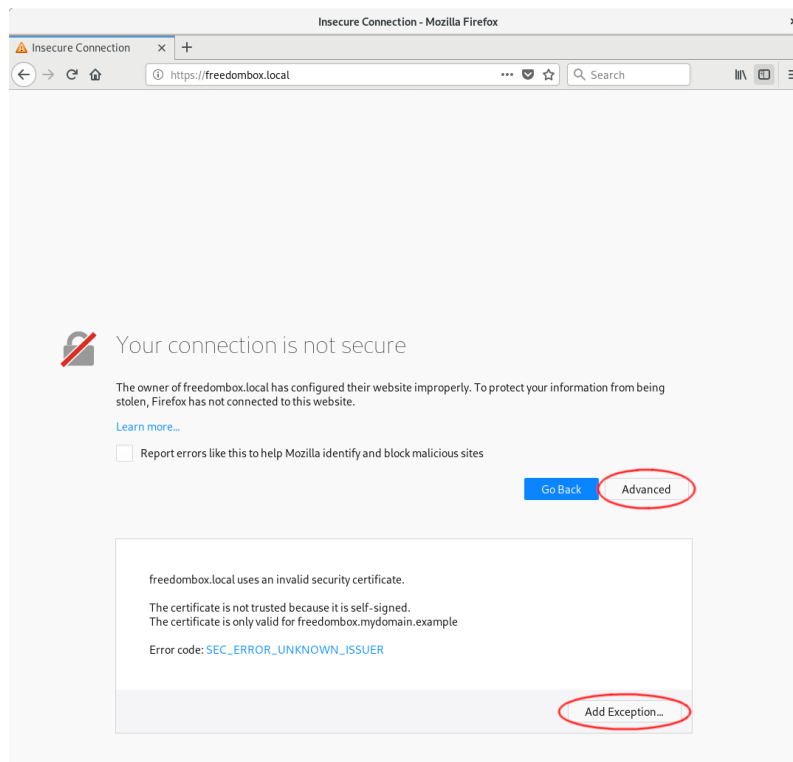 Insecure Connection - Mozilla Firefox
Insecure Connection
https://freedombox.local
Search
Your connection is not secure
The owner of freedombox.local has configured their website improperly. To protect your information from being
stolen, Firefox has not connected to this website.
Learn more...
Report errors like this to help Mozilla identify and block malicious sites
Go Back
Advanced
freedombox.local uses an invalid security certificate.
The certificate is not trusted because it is self-signed.
The certificate is only valid for freedombox.mydomain.example
Error code: SEC_ERROR_UNKNOWN_ISSUER
Add Exception...